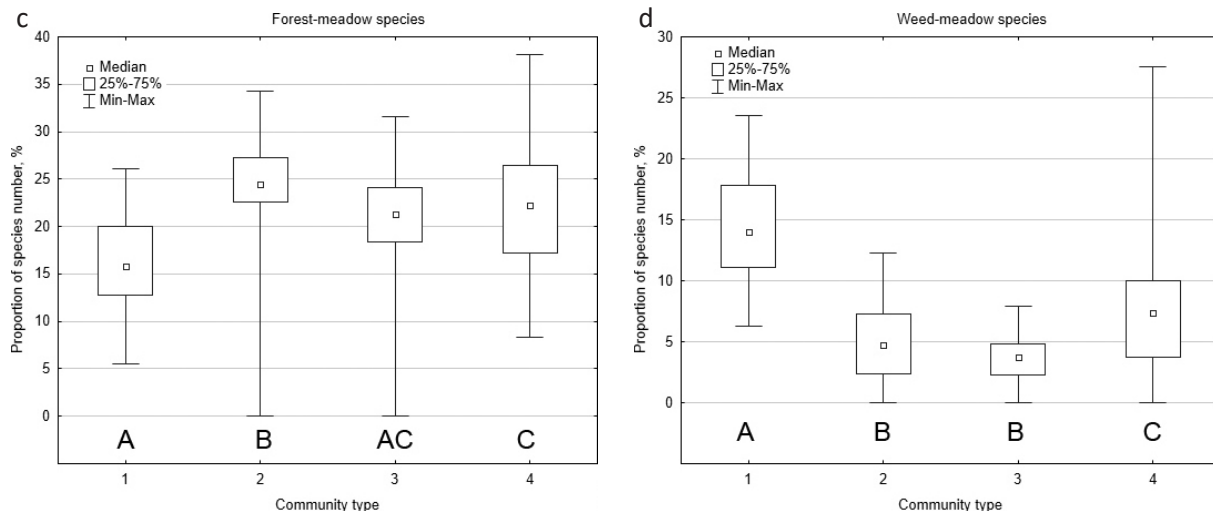 c
Forest-meadow species
Proportion of species number, %
40
35
30
25
20
15
10
5
0
Median
25%-75%
Min-Max
A B AC C
1 2 3 4
Community type
d
Weed-meadow species
Proportion of species number, %
30
25
20
15
10
5
0
Median
25%-75%
Min-Max
A B B C
1 2 3 4
Community type